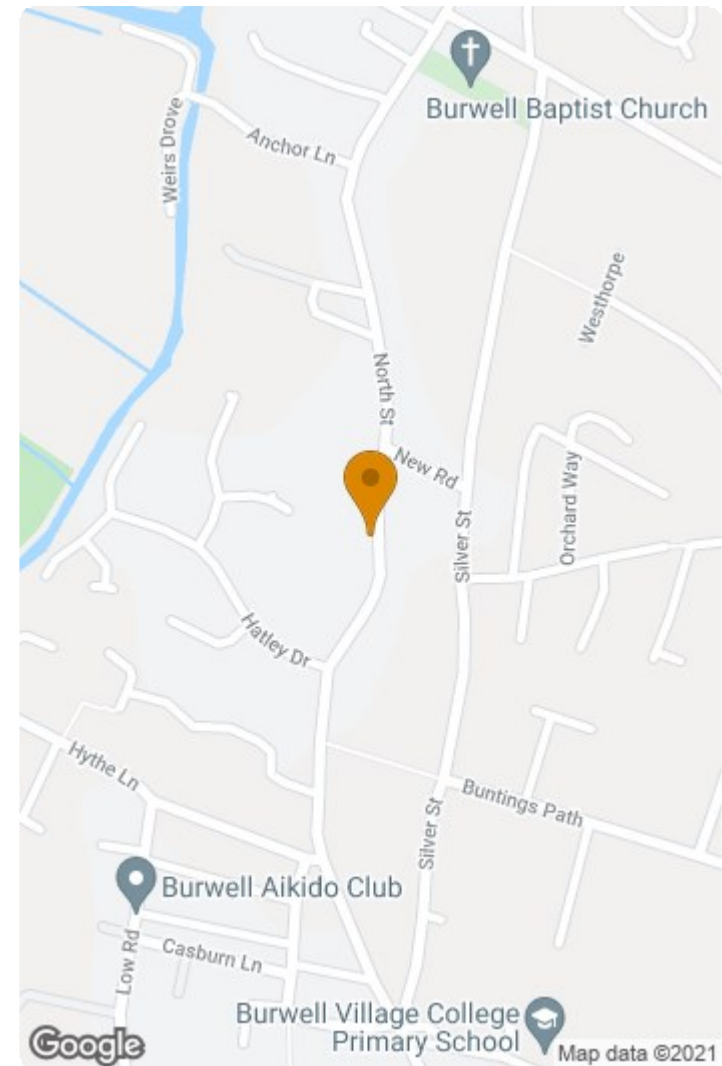 Burwell Baptist Church
Weirs Drove
Anchor Ln
Westhorpe
North St
New Rd
Orchard Way
Silver St
Hatley Dr
Hythe Ln
Buntings Path
Silver St
Burwell Aikido Club
Low Rd
Casburn Ln
Burwell Village College
Primary School
Google
Map data ©2021